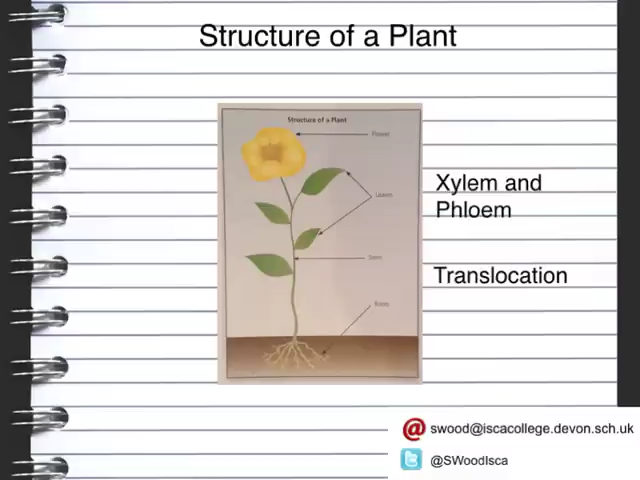 Structure of a Plant
Structure of a Plant
Flower
Xylem and
Phloem
Leaves
Stem
Translocation
Roots
swood@iscacollege.devon.sch.uk
@SWoodIsca